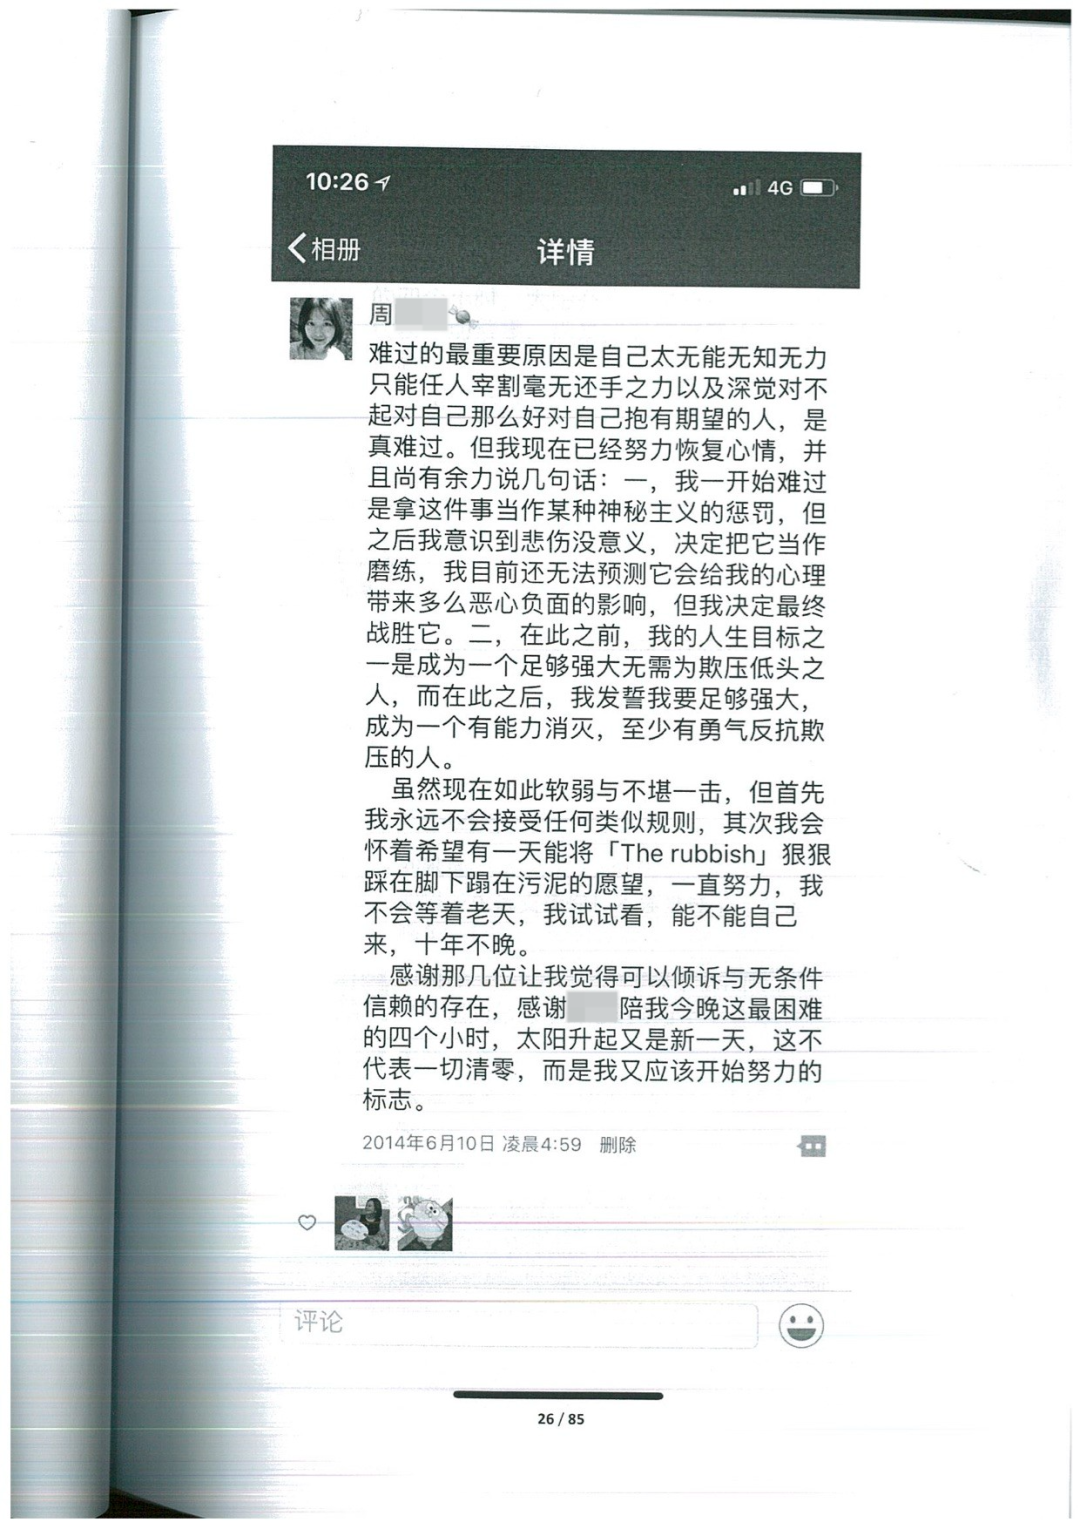 10:26
4G
相册
详情
周
难过的最重要原因是自己太无能无知无力
只能任人宰割毫无还手之力以及深觉对不
起对自己那么好对自己抱有期望的人，是
真难过。但我现在已经努力恢复心情，并
且尚有余力说几句话：一，我一开始难过
是拿这件事当作某种神秘主义的惩罚，但
之后我意识到悲伤没意义，决定把它当作
磨练，我目前还无法预测它会给我的心理
带来多么恶心负面的影响，但我决定最终
战胜它。二，在此之前，我的人生目标之
一是成为一个足够强大无需为欺压低头之
人，而在此之后，我发誓我要足够强大，
成为一个有能力消灭，至少有勇气反抗欺
压的人。
虽然现在如此软弱与不堪一击，但首先
我永远不会接受任何类似规则，其次我会
怀着希望有一天能将「The rubbish」狠狠
踩在脚下蹋在污泥的愿望，一直努力，我
不会等着老天，我试试看，能不能自己
来，十年不晚。
感谢那几位让我觉得可以倾诉与无条件
信赖的存在，感谢陪我今晚这最困难
的四个小时，太阳升起又是新一天，这不
代表一切清零，而是我又应该开始努力的
标志。
2014年6月10日 凌晨4:59 删除
评论
26 / 85